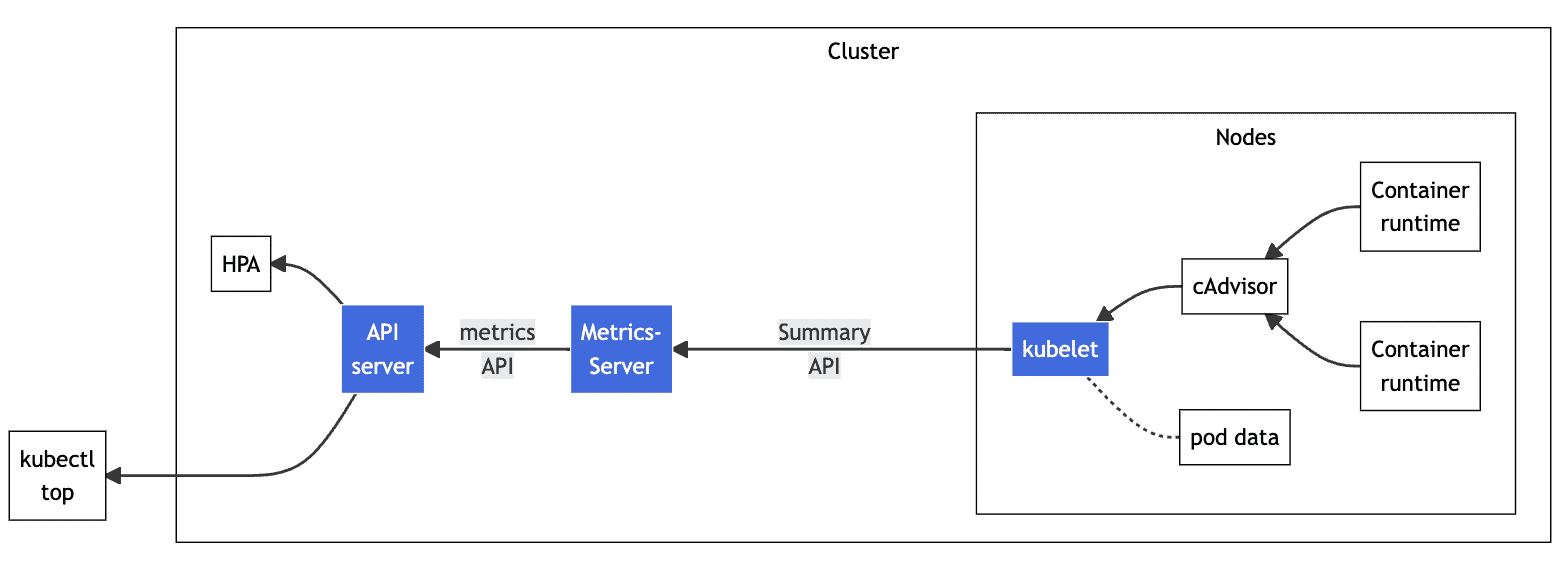 Cluster
Nodes
Container
runtime
HPA
cAdvisor
API
server
metrics
API
Metrics-
Server
Summary
API
kubelet
Container
runtime
pod data
kubectl
top